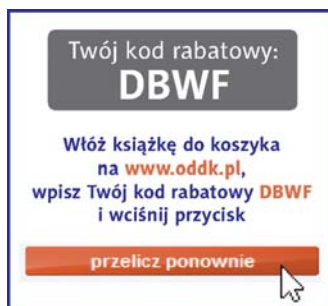 Twój kod rabatowy:
DBWF
Włóż książkę do koszyka
na www.oddk.pl,
wpisz Twój kod rabatowy DBWF
i wciśnij przycisk
przelicz ponownie